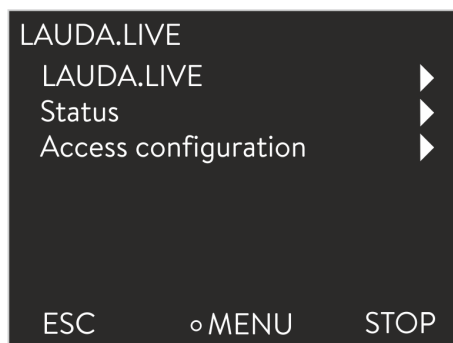 LAUDA.LIVE
LAUDA.LIVE
Status
Access configuration
ESC MENU STOP